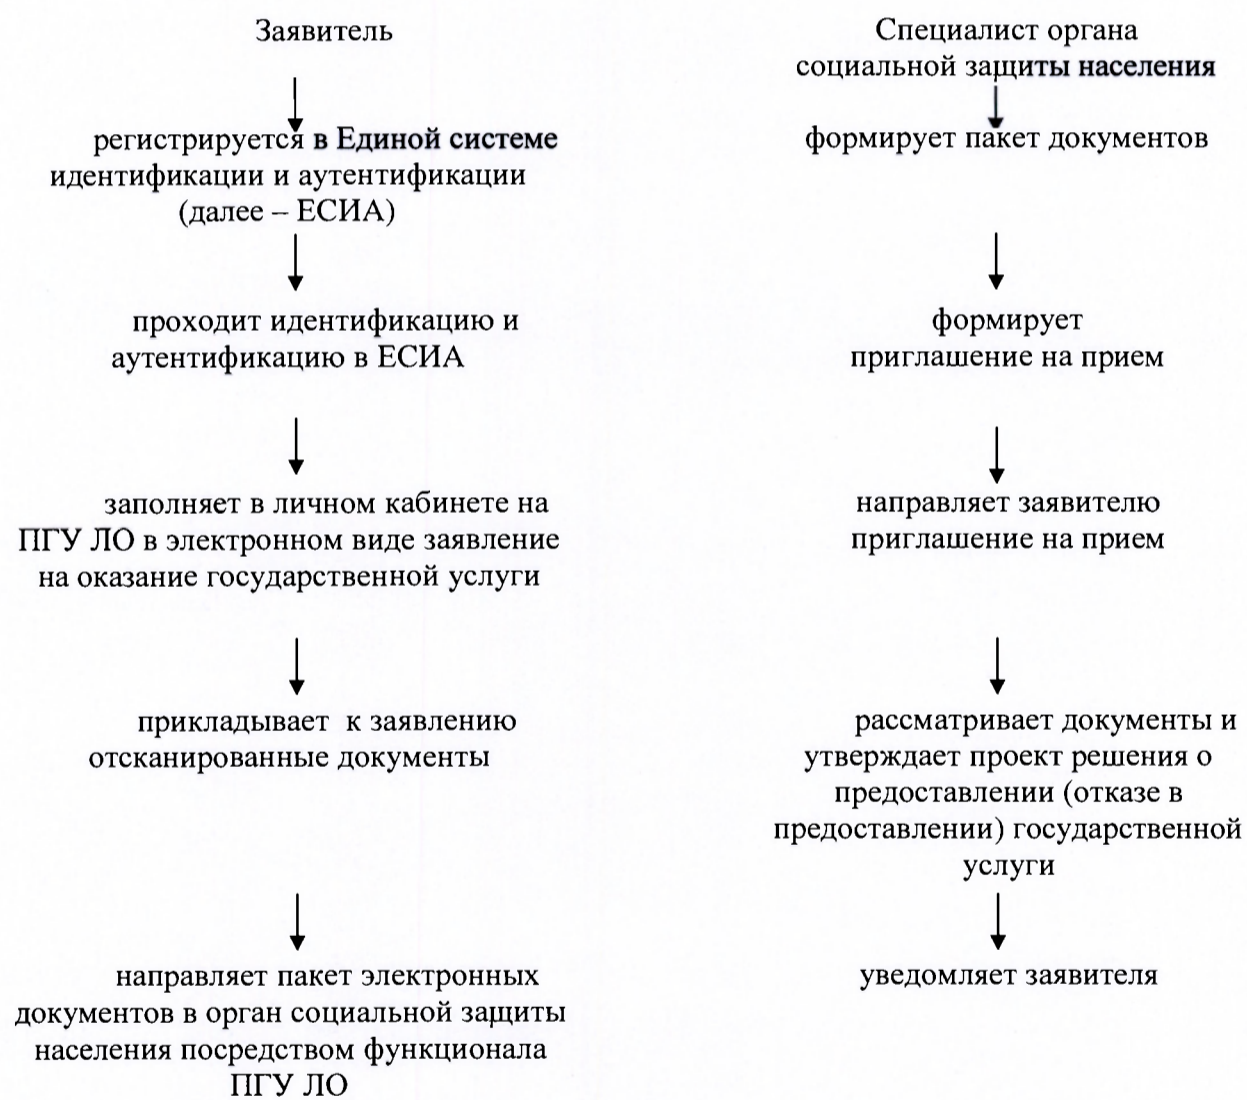 Заявитель
регистрируется в Единой системе
идентификации и аутентификации
(далее – ЕСИА)
проходит идентификацию и
аутентификацию в ЕСИА
заполняет в личном кабинете на
ПГУ ЛО в электронном виде заявление
на оказание государственной услуги
прикладывает к заявлению
отсканированные документы
направляет пакет электронных
документов в орган социальной защиты
населения посредством функционала
ПГУ ЛО
Специалист органа
социальной защиты населения
формирует пакет документов
формирует
приглашение на прием
направляет заявителю
приглашение на прием
рассматривает документы и
утверждает проект решения о
предоставлении (отказе в
предоставлении) государственной
услуги
уведомляет заявителя